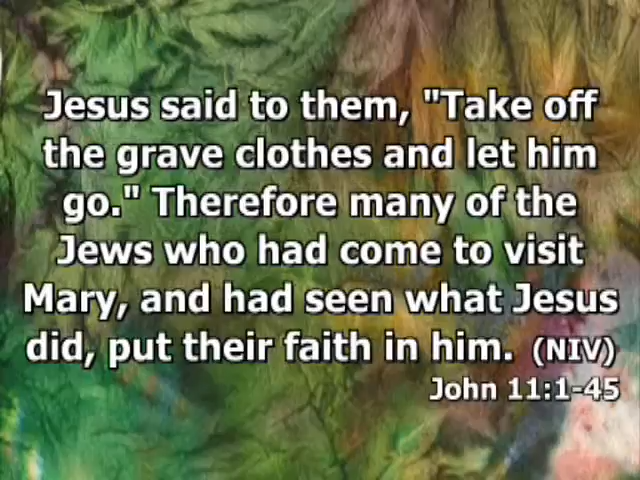 Jesus said to them, "Take off
the grave clothes and let him
go." Therefore many of the
Jews who had come to visit
Mary, and had seen what Jesus
did, put their faith in him. (NIV)
John 11:1-45